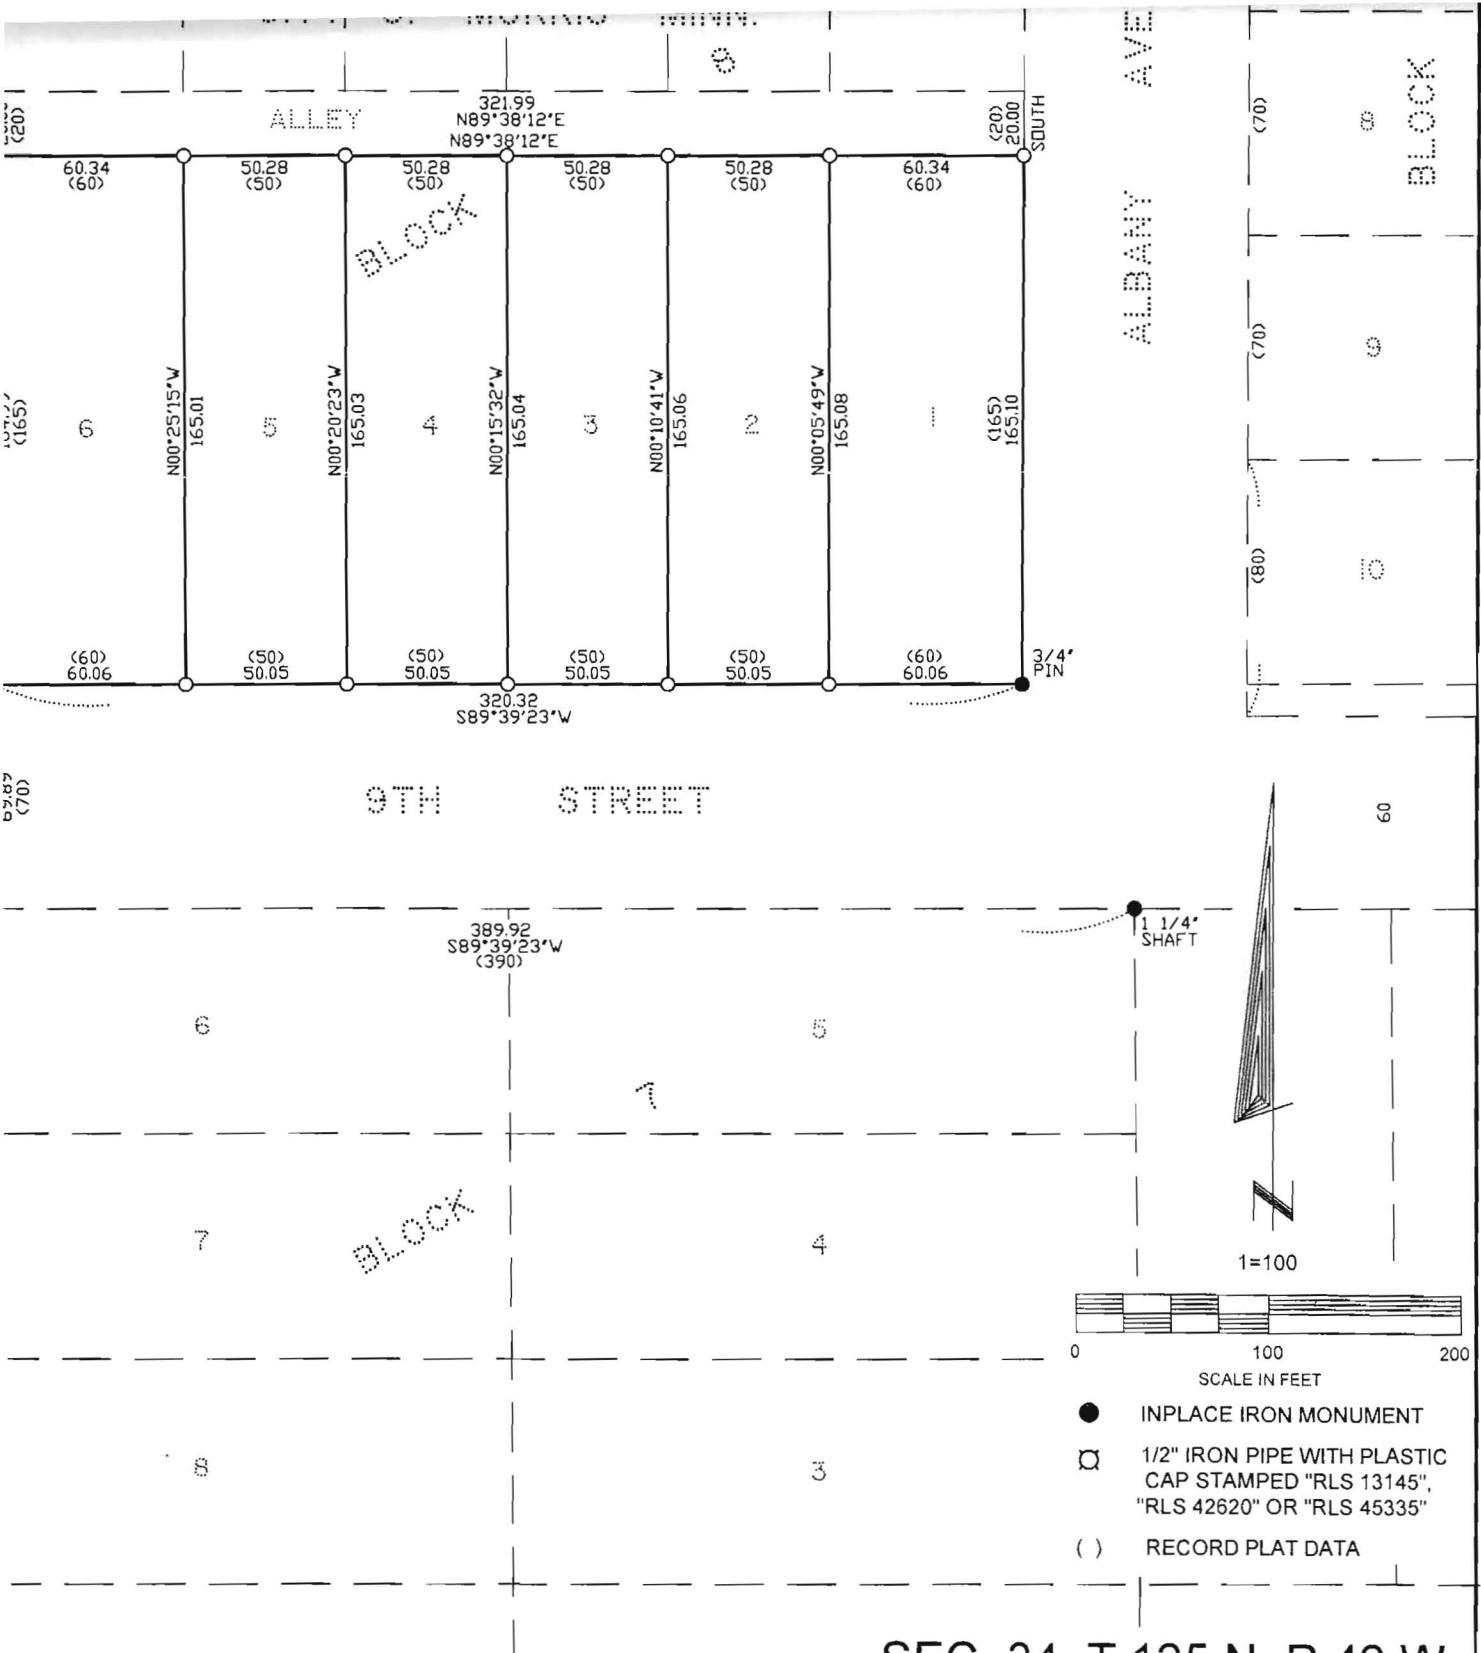 MORRIS MINN.
8
AVE
BLOCK
ALLEY
321.99
N89°38'12"E
N89°38'12"E
(20)
(20)
20.00
SOUTH
(70)
8
60.34
(60)
50.28
(50)
50.28
(50)
50.28
(50)
50.28
(50)
60.34
(60)
BLOCK
ALBANY
(70)
9
(165)
6
N00°25'15"W
165.01
5
N00°20'23"W
165.03
4
N00°15'32"W
165.04
3
N00°10'41"W
165.06
2
N00°05'49"W
165.08
1
(165)
165.10
(80)
10
(60)
60.06
(50)
50.05
(50)
50.05
(50)
50.05
(50)
50.05
(60)
60.06
3/4"
PIN
320.32
S89°39'23"W
69.89
(70)
9TH STREET
60
389.92
S89°39'23"W
(390)
1 1/4"
SHAFT
6
5
7
BLOCK
7
4
N
1=100
0 100 200
SCALE IN FEET
INPLACE IRON MONUMENT
1/2" IRON PIPE WITH PLASTIC
CAP STAMPED "RLS 13145",
"RLS 42620" OR "RLS 45335"
( ) RECORD PLAT DATA
8
3